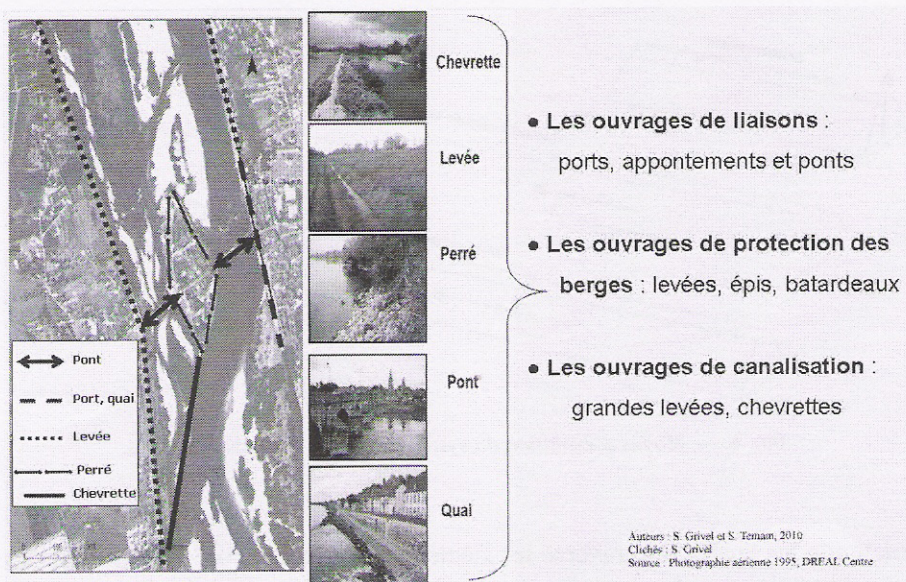 Pont
Port, quai
Levée
Perré
Chevrette
Chevrette
Levée
Perré
Pont
Quai
• Les ouvrages de liaisons :
ports, appontements et ponts
• Les ouvrages de protection des
berges : levées, épis, batardeaux
• Les ouvrages de canalisation :
grandes levées, chevrettes
Auteurs : S. Grivel et S. Temam, 2010
Clichés : S. Grivel
Source : Photographie aérienne 1995, DREAL Centre